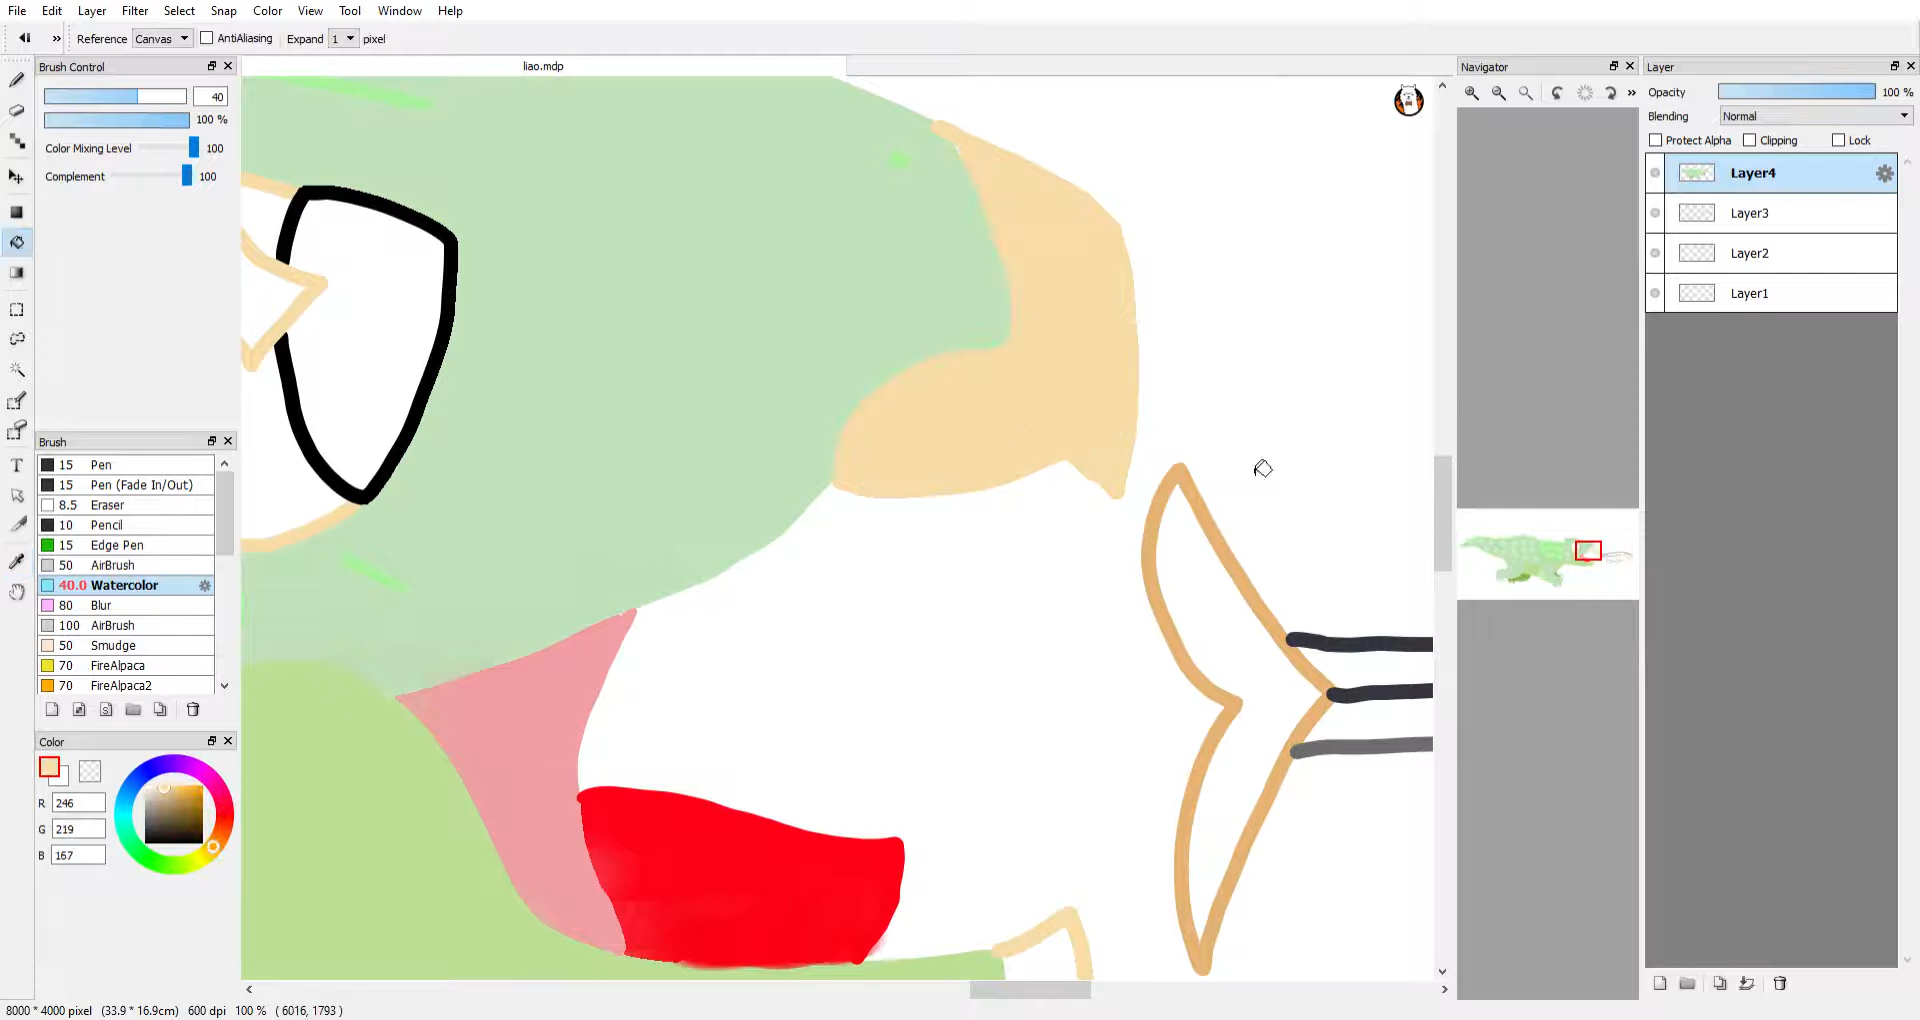 File Edit Layer Filter Select Snap Color View Tool Window Help
» Reference Canvas AntiAliasing Expand 1 pixel
Brush Control
liao.mdp
Navigator
Layer
40
100 %
Color Mixing Level 100
Complement 100
»
Opacity 100 %
Blending Normal
Protect Alpha Clipping Lock
Layer4
Layer3
Layer2
Layer1
Brush
15 Pen
15 Pen (Fade In/Out)
8.5 Eraser
10 Pencil
15 Edge Pen
50 AirBrush
40.0 Watercolor
80 Blur
100 AirBrush
50 Smudge
70 FireAlpaca
70 FireAlpaca2
S
Color
R 246
G 219
B 167
T
8000 * 4000 pixel (33.9 * 16.9cm) 600 dpi 100 % ( 6016, 1793 )